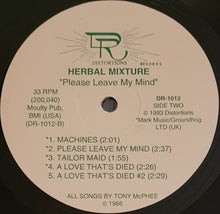 DR
DISTORTIONS
RECORDS
HERBAL MIXTURE
"Please Leave My Mind"
33 RPM
(200,040)
Moulty Pub,
BMI (USA)
(DR-1012-B)
DR-1012
SIDE TWO
© 1993 Distortions
"Mark Music/Groundhog
LTD (UK)
1. MACHINES (2:01)
2. PLEASE LEAVE MY MIND (2:37)
3. TAILOR MAID (1:55)
4. A LOVE THAT'S DIED (2:26)
5. A LOVE THAT'S DIED #2 (2:29)
ALL SONGS BY TONY McPHEE
© 1966